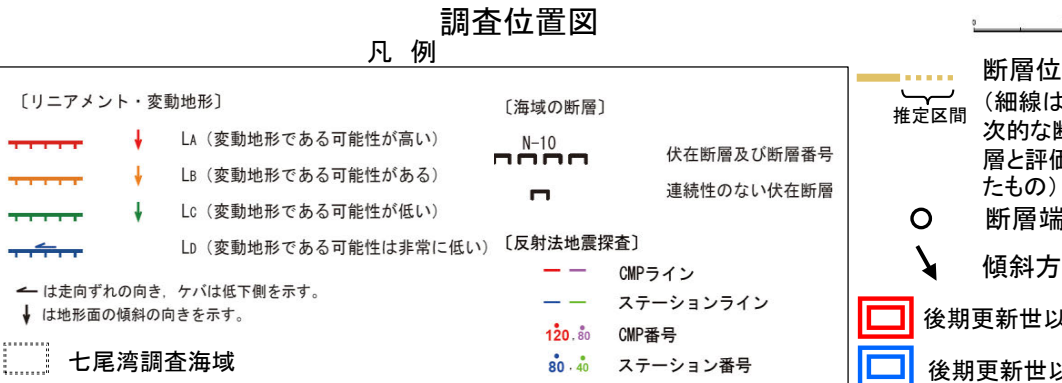 調査位置図
凡 例
〔リニアメント・変動地形〕
LA（変動地形である可能性が高い）
LB（変動地形である可能性がある）
LC（変動地形である可能性が低い）
LD（変動地形である可能性は非常に低い）
は走向ずれの向き，ケバは低下側を示す。
は地形面の傾斜の向きを示す。
七尾湾調査海域
〔海域の断層〕
N-10
伏在断層及び断層番号
連続性のない伏在断層
〔反射法地震探査〕
CMPライン
ステーションライン
120 . 80 CMP番号
80 . 40 ステーション番号
0
断層位
推定区間
（細線は
次的な断
層と評価
たもの）
断層端
傾斜方
後期更新世以
後期更新世以